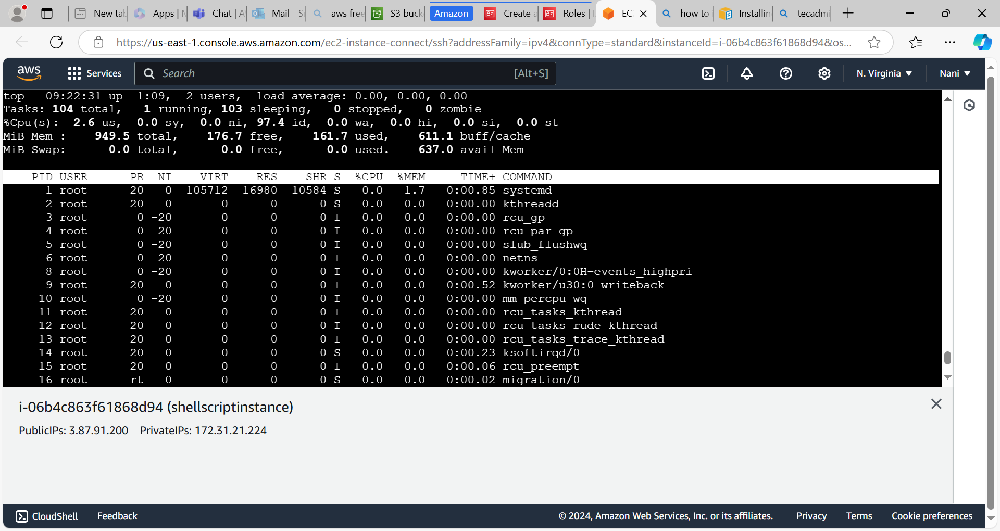 New tab Apps | M Chat | A Mail - S aws free S3 buck Amazon Create a Roles | EC how to Installin tecadmi
https://us-east-1.console.aws.amazon.com/ec2-instance-connect/ssh?addressFamily=ipv4&connType=standard&instanceId=i-06b4c863f61868d94&os...
aws Services Search [Alt+S] N. Virginia ▼ Nani ▼
top - 09:22:31 up 1:09, 2 users, load average: 0.00, 0.00, 0.00
Tasks: 104 total, 1 running, 103 sleeping, 0 stopped, 0 zombie
%Cpu(s): 2.6 us, 0.0 sy, 0.0 ni, 97.4 id, 0.0 wa, 0.0 hi, 0.0 si, 0.0 st
MiB Mem : 949.5 total, 176.7 free, 161.7 used, 611.1 buff/cache
MiB Swap: 0.0 total, 0.0 free, 0.0 used. 637.0 avail Mem
PID USER PR NI VIRT RES SHR S %CPU %MEM TIME+ COMMAND
1 root 20 0 105712 16980 10584 S 0.0 1.7 0:00.85 systemd
2 root 20 0 0 0 0 S 0.0 0.0 0:00.00 kthreadd
3 root 0 -20 0 0 0 I 0.0 0.0 0:00.00 rcu_gp
4 root 0 -20 0 0 0 I 0.0 0.0 0:00.00 rcu_par_gp
5 root 0 -20 0 0 0 I 0.0 0.0 0:00.00 slub_flushwq
6 root 0 -20 0 0 0 I 0.0 0.0 0:00.00 netns
8 root 0 -20 0 0 0 I 0.0 0.0 0:00.00 kworker/0:0H-events_highpri
9 root 20 0 0 0 0 I 0.0 0.0 0:00.52 kworker/u30:0-writeback
10 root 0 -20 0 0 0 I 0.0 0.0 0:00.00 mm_percpu_wq
11 root 20 0 0 0 0 I 0.0 0.0 0:00.00 rcu_tasks_kthread
12 root 20 0 0 0 0 I 0.0 0.0 0:00.00 rcu_tasks_rude_kthread
13 root 20 0 0 0 0 I 0.0 0.0 0:00.00 rcu_tasks_trace_kthread
14 root 20 0 0 0 0 S 0.0 0.0 0:00.23 ksoftirqd/0
15 root 20 0 0 0 0 I 0.0 0.0 0:00.06 rcu_preempt
16 root rt 0 0 0 0 S 0.0 0.0 0:00.02 migration/0
i-06b4c863f61868d94 (shellscriptinstance)
PublicIPs: 3.87.91.200 PrivateIPs: 172.31.21.224
CloudShell Feedback © 2024, Amazon Web Services, Inc. or its affiliates. Privacy Terms Cookie preferences